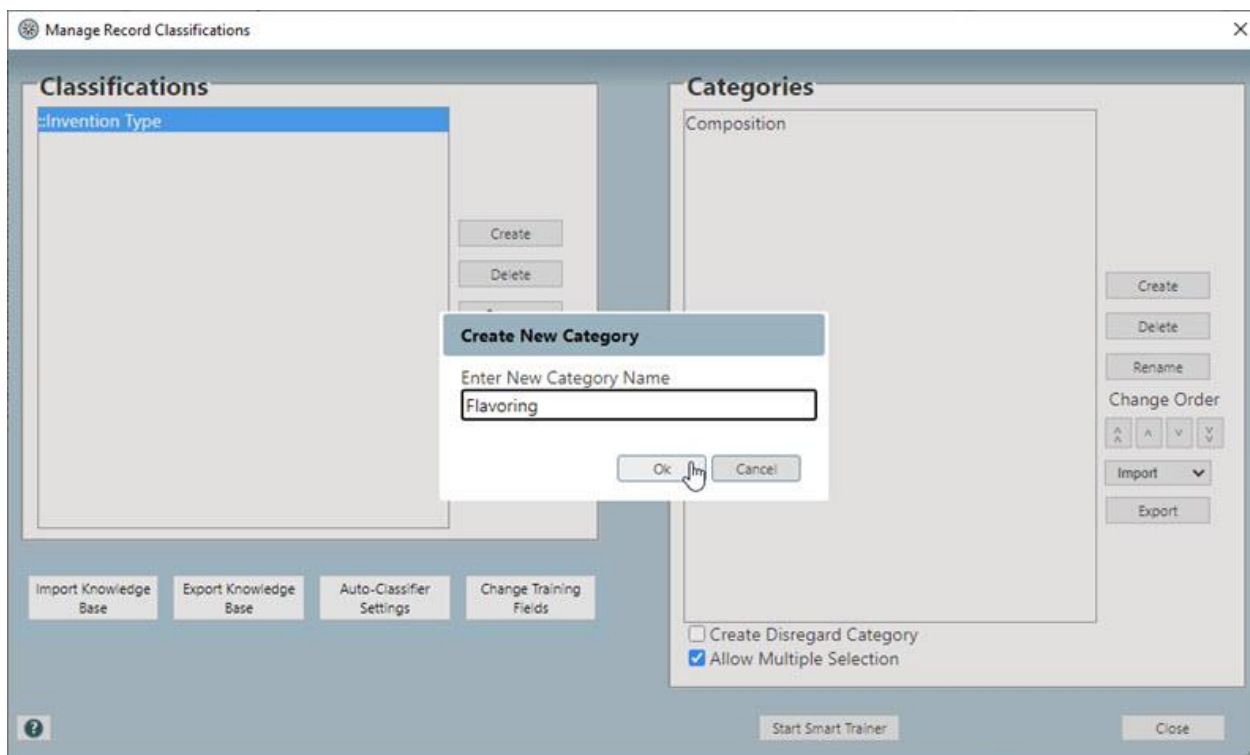 Manage Record Classifications
Classifications
::Invention Type
Create
Delete
Categories
Composition
Create
Delete
Rename
Change Order
Import
Export
Create New Category
Enter New Category Name
Flavoring
Ok
Cancel
Import Knowledge
Base
Export Knowledge
Base
Auto-Classifier
Settings
Change Training
Fields
Create Disregard Category
Allow Multiple Selection
?
Start Smart Trainer
Close